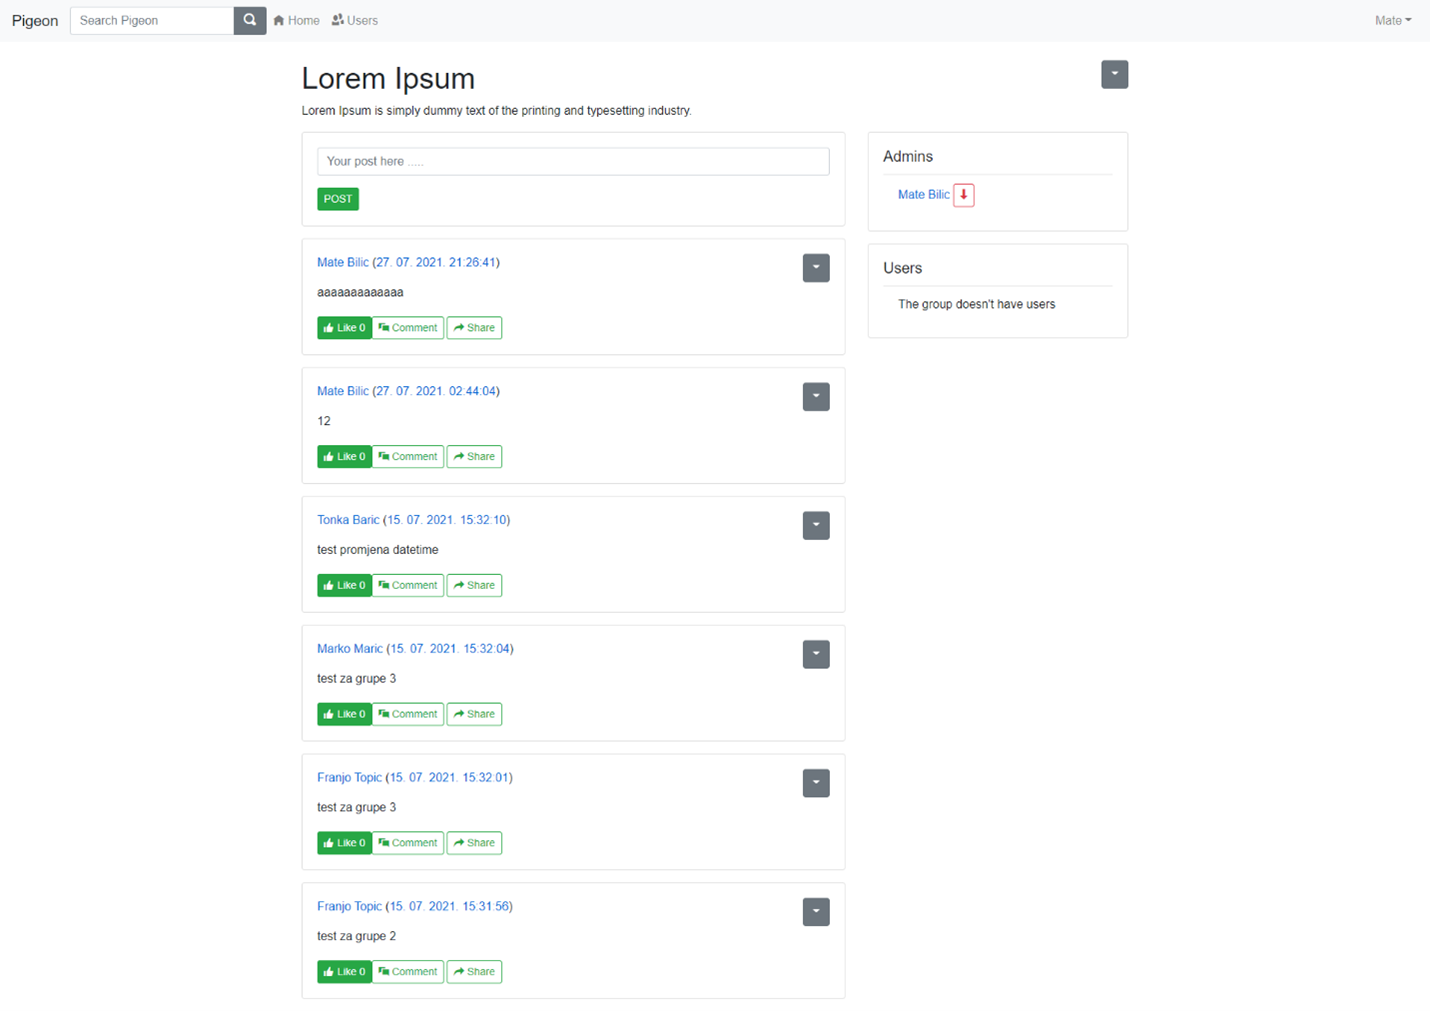 Pigeon
Search Pigeon
Home
Users
Mate
Lorem Ipsum
Lorem Ipsum is simply dummy text of the printing and typesetting industry.
Your post here .....
POST
Mate Bilic (27. 07. 2021. 21:26:41)
aaaaaaaaaaaaa
Like 0 Comment Share
Mate Bilic (27. 07. 2021. 02:44:04)
12
Like 0 Comment Share
Tonka Baric (15. 07. 2021. 15:32:10)
test promjena datetime
Like 0 Comment Share
Marko Maric (15. 07. 2021. 15:32:04)
test za grupe 3
Like 0 Comment Share
Franjo Topic (15. 07. 2021. 15:32:01)
test za grupe 3
Like 0 Comment Share
Franjo Topic (15. 07. 2021. 15:31:56)
test za grupe 2
Like 0 Comment Share
Admins
Mate Bilic
Users
The group doesn't have users